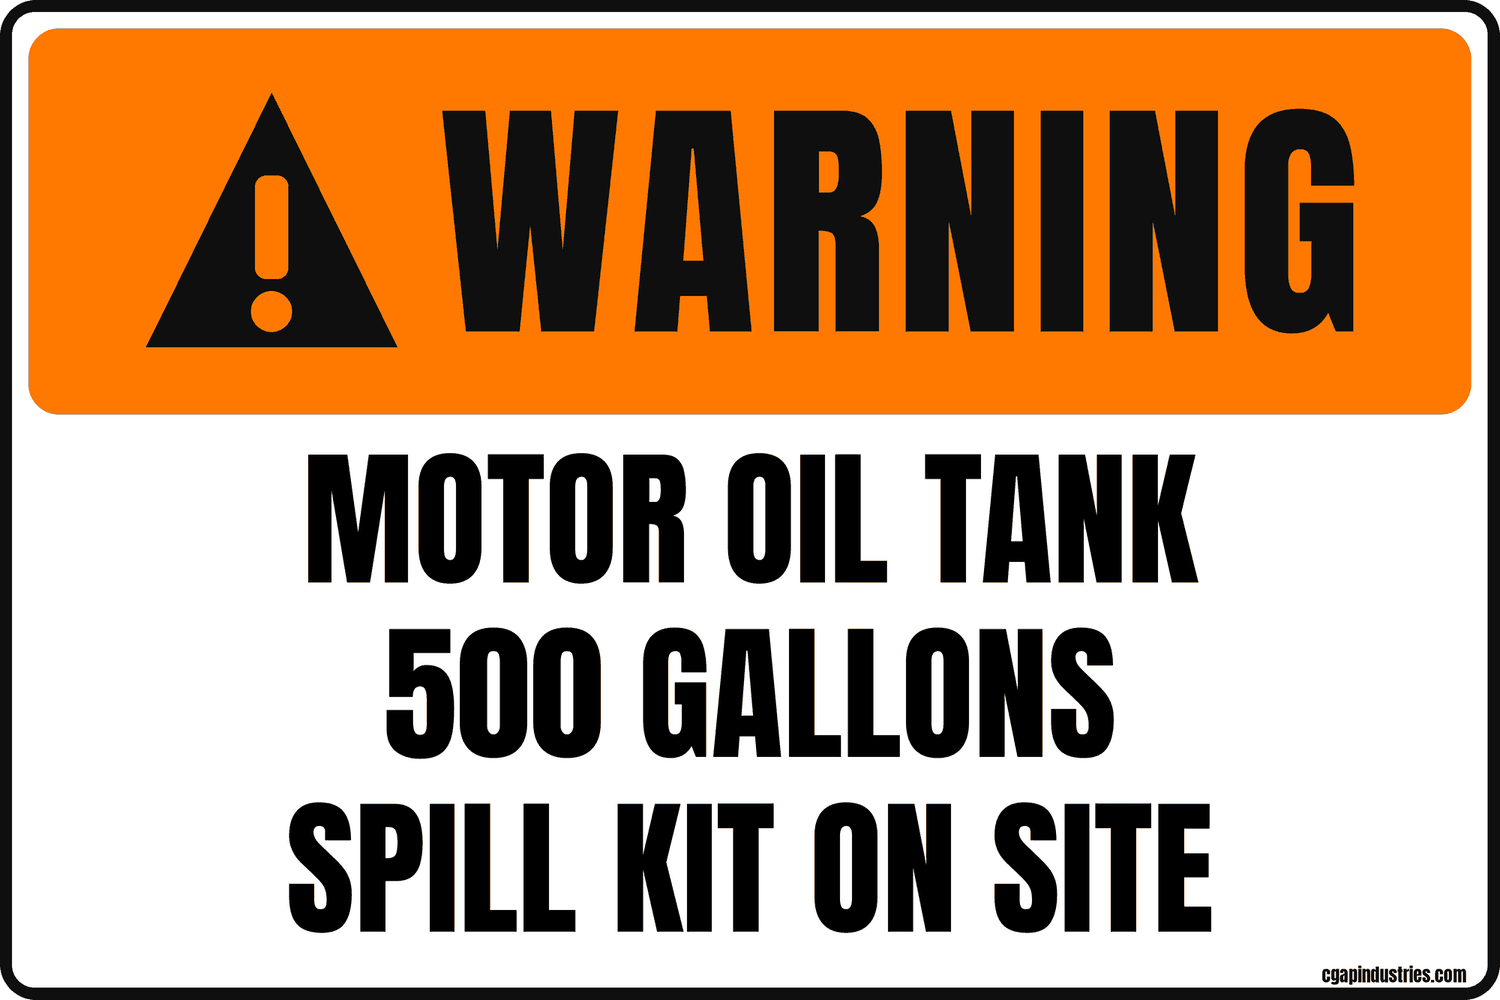 WARNING
MOTOR OIL TANK
500 GALLONS
SPILL KIT ON SITE
cgapindustries.com